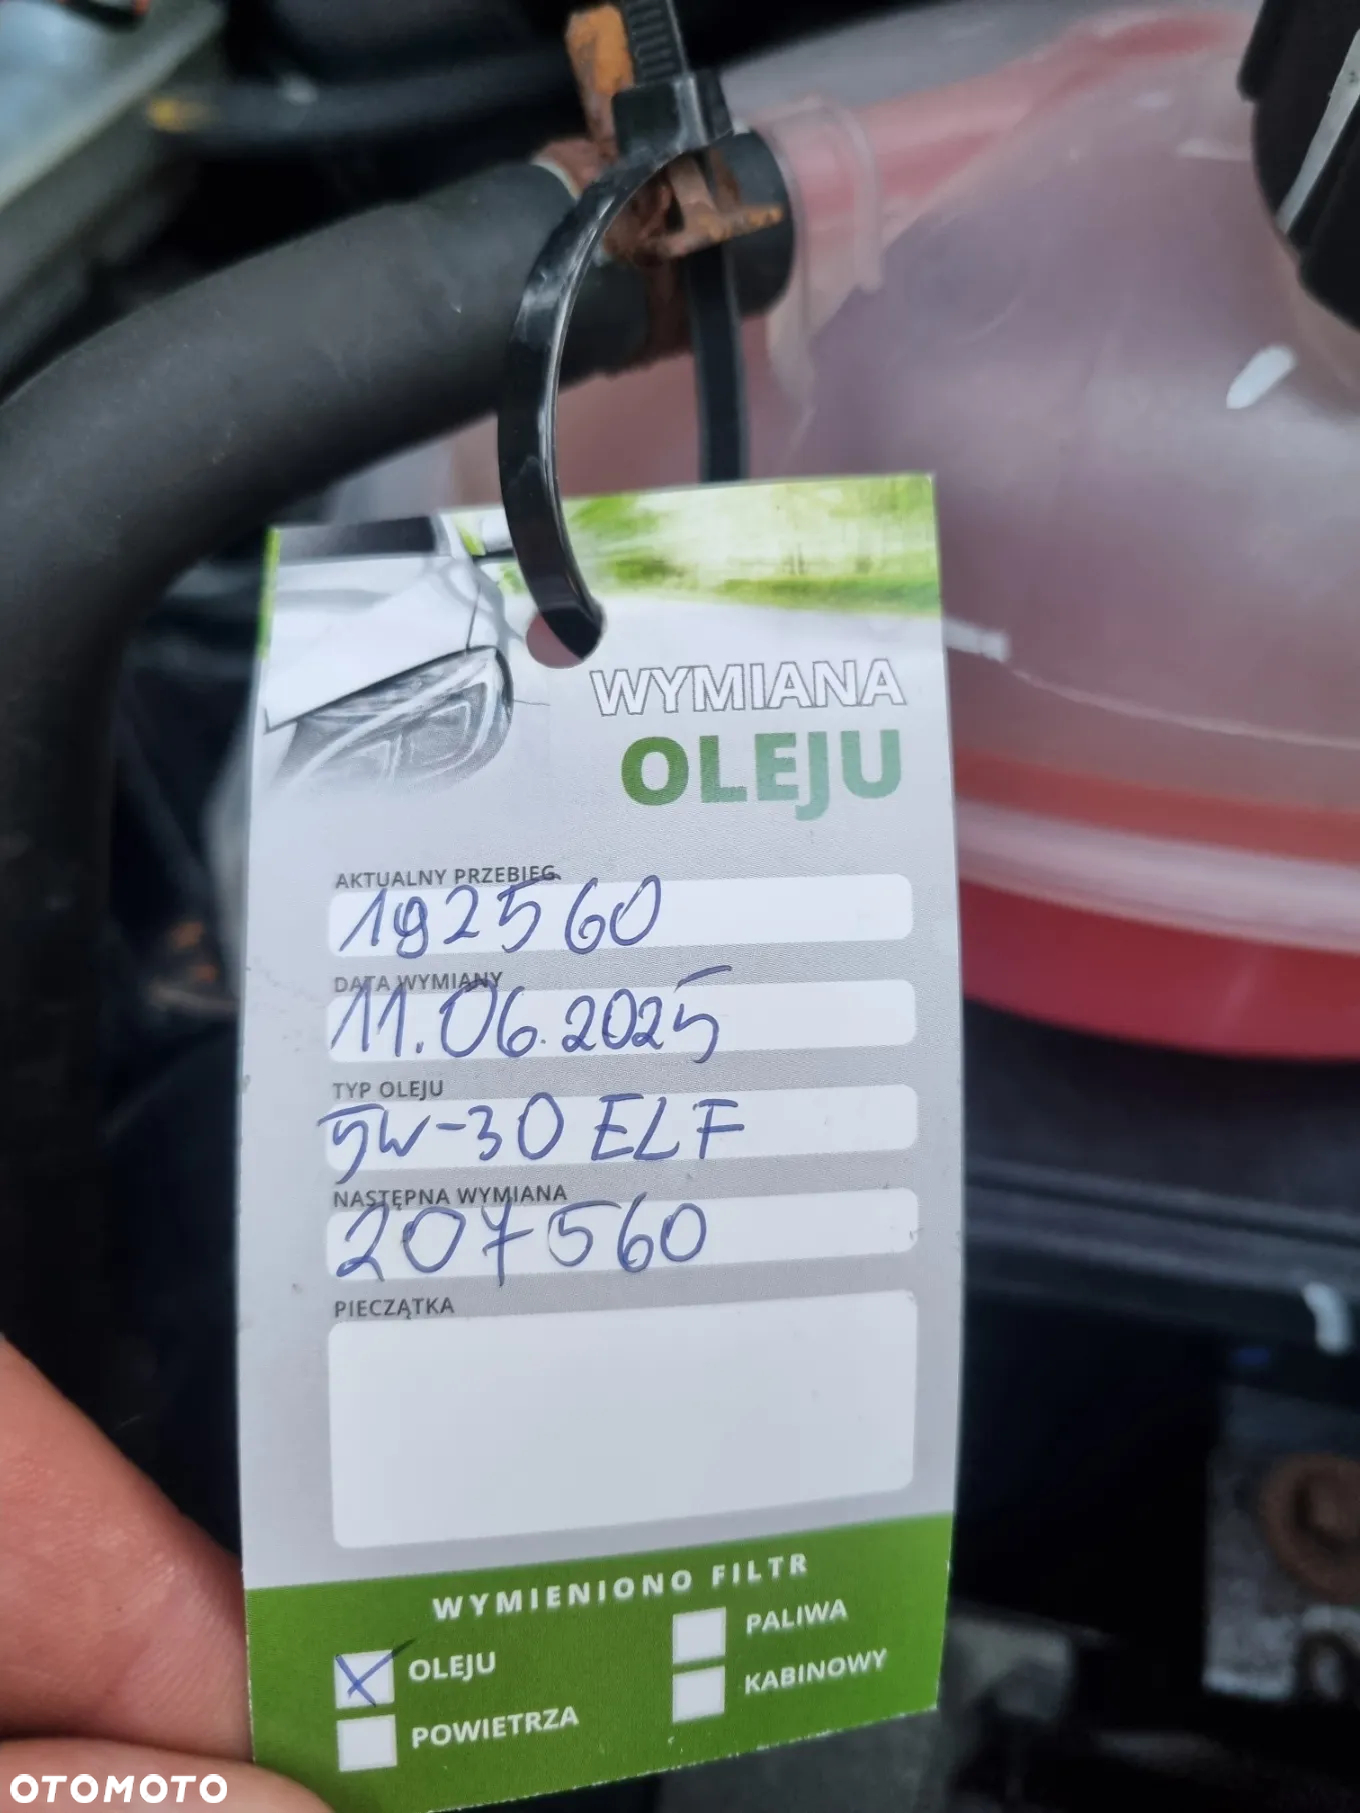 WYMIANA
OLEJU
AKTUALNY PRZEBIEG
192560
DATA WYMIANY
11.06.2025
TYP OLEJU
5W-30 ELF
NASTĘPNA WYMIANA
207560
PIECZĄTKA
WYMIENIONO FILTR
OLEJU
PALIWA
POWIETRZA
KABINOWY
OTOMOTO